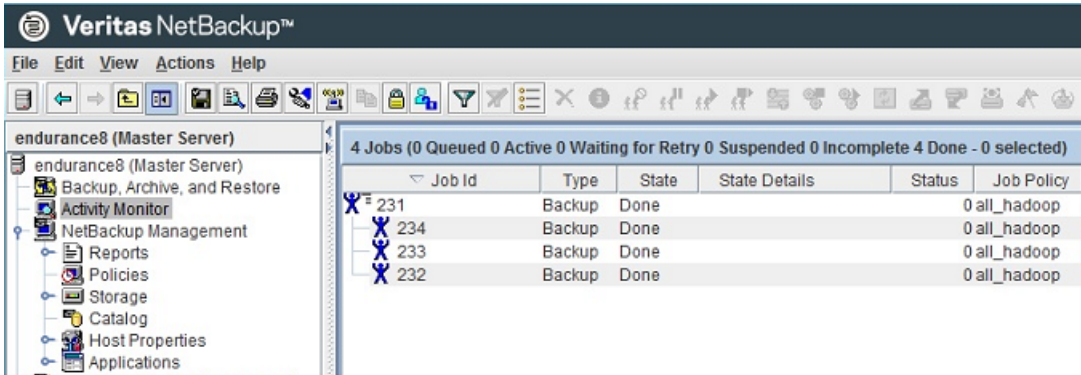 Veritas NetBackup™
File Edit View Actions Help
endurance8 (Master Server)
endurance8 (Master Server)
Backup, Archive, and Restore
Activity Monitor
NetBackup Management
Reports
Policies
Storage
Catalog
Host Properties
Applications
4 Jobs (0 Queued 0 Active 0 Waiting for Retry 0 Suspended 0 Incomplete 4 Done - 0 selected)
Job Id Type State State Details Status Job Policy
231 Backup Done 0 all_hadoop
234 Backup Done 0 all_hadoop
233 Backup Done 0 all_hadoop
232 Backup Done 0 all_hadoop